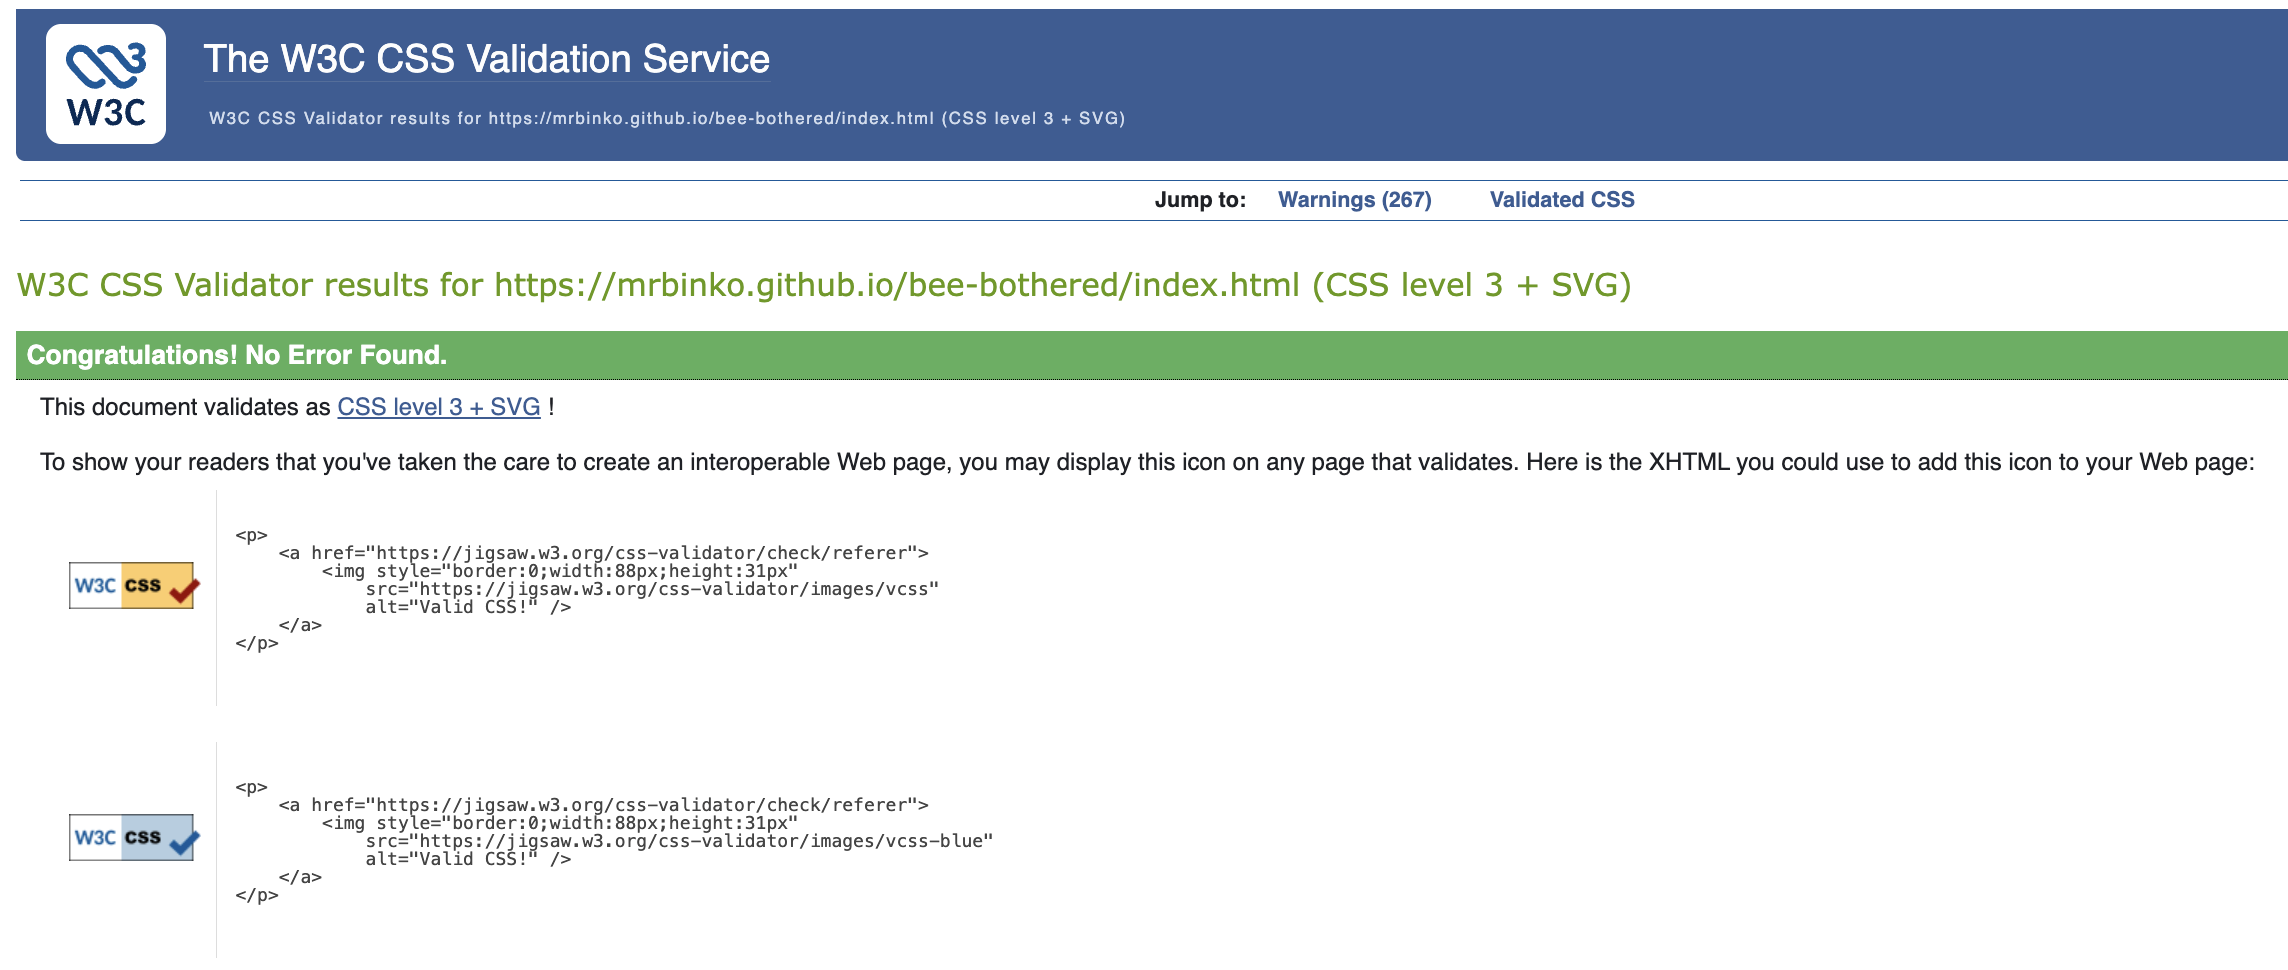 W3C
The W3C CSS Validation Service
W3C CSS Validator results for https://mrbinko.github.io/bee-bothered/index.html (CSS level 3 + SVG)
Jump to: Warnings (267) Validated CSS
W3C CSS Validator results for https://mrbinko.github.io/bee-bothered/index.html (CSS level 3 + SVG)
Congratulations! No Error Found.
This document validates as CSS level 3 + SVG !
To show your readers that you've taken the care to create an interoperable Web page, you may display this icon on any page that validates. Here is the XHTML you could use to add this icon to your Web page:
W3C css
<p>
    <a href="https://jigsaw.w3.org/css-validator/check/referer">
        <img style="border:0;width:88px;height:31px"
            src="https://jigsaw.w3.org/css-validator/images/vcss"
            alt="Valid CSS!" />
    </a>
</p>
W3C css
<p>
    <a href="https://jigsaw.w3.org/css-validator/check/referer">
        <img style="border:0;width:88px;height:31px"
            src="https://jigsaw.w3.org/css-validator/images/vcss-blue"
            alt="Valid CSS!" />
    </a>
</p>